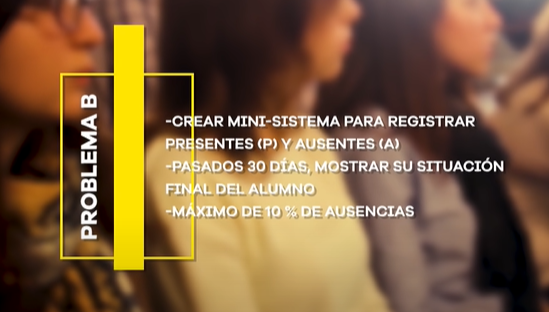 PROBLEMA B
-CREAR MINI-SISTEMA PARA REGISTRAR
PRESENTES (P) Y AUSENTES (A)
-PASADOS 30 DÍAS, MOSTRAR SU SITUACIÓN
FINAL DEL ALUMNO
-MÁXIMO DE 10 % DE AUSENCIAS